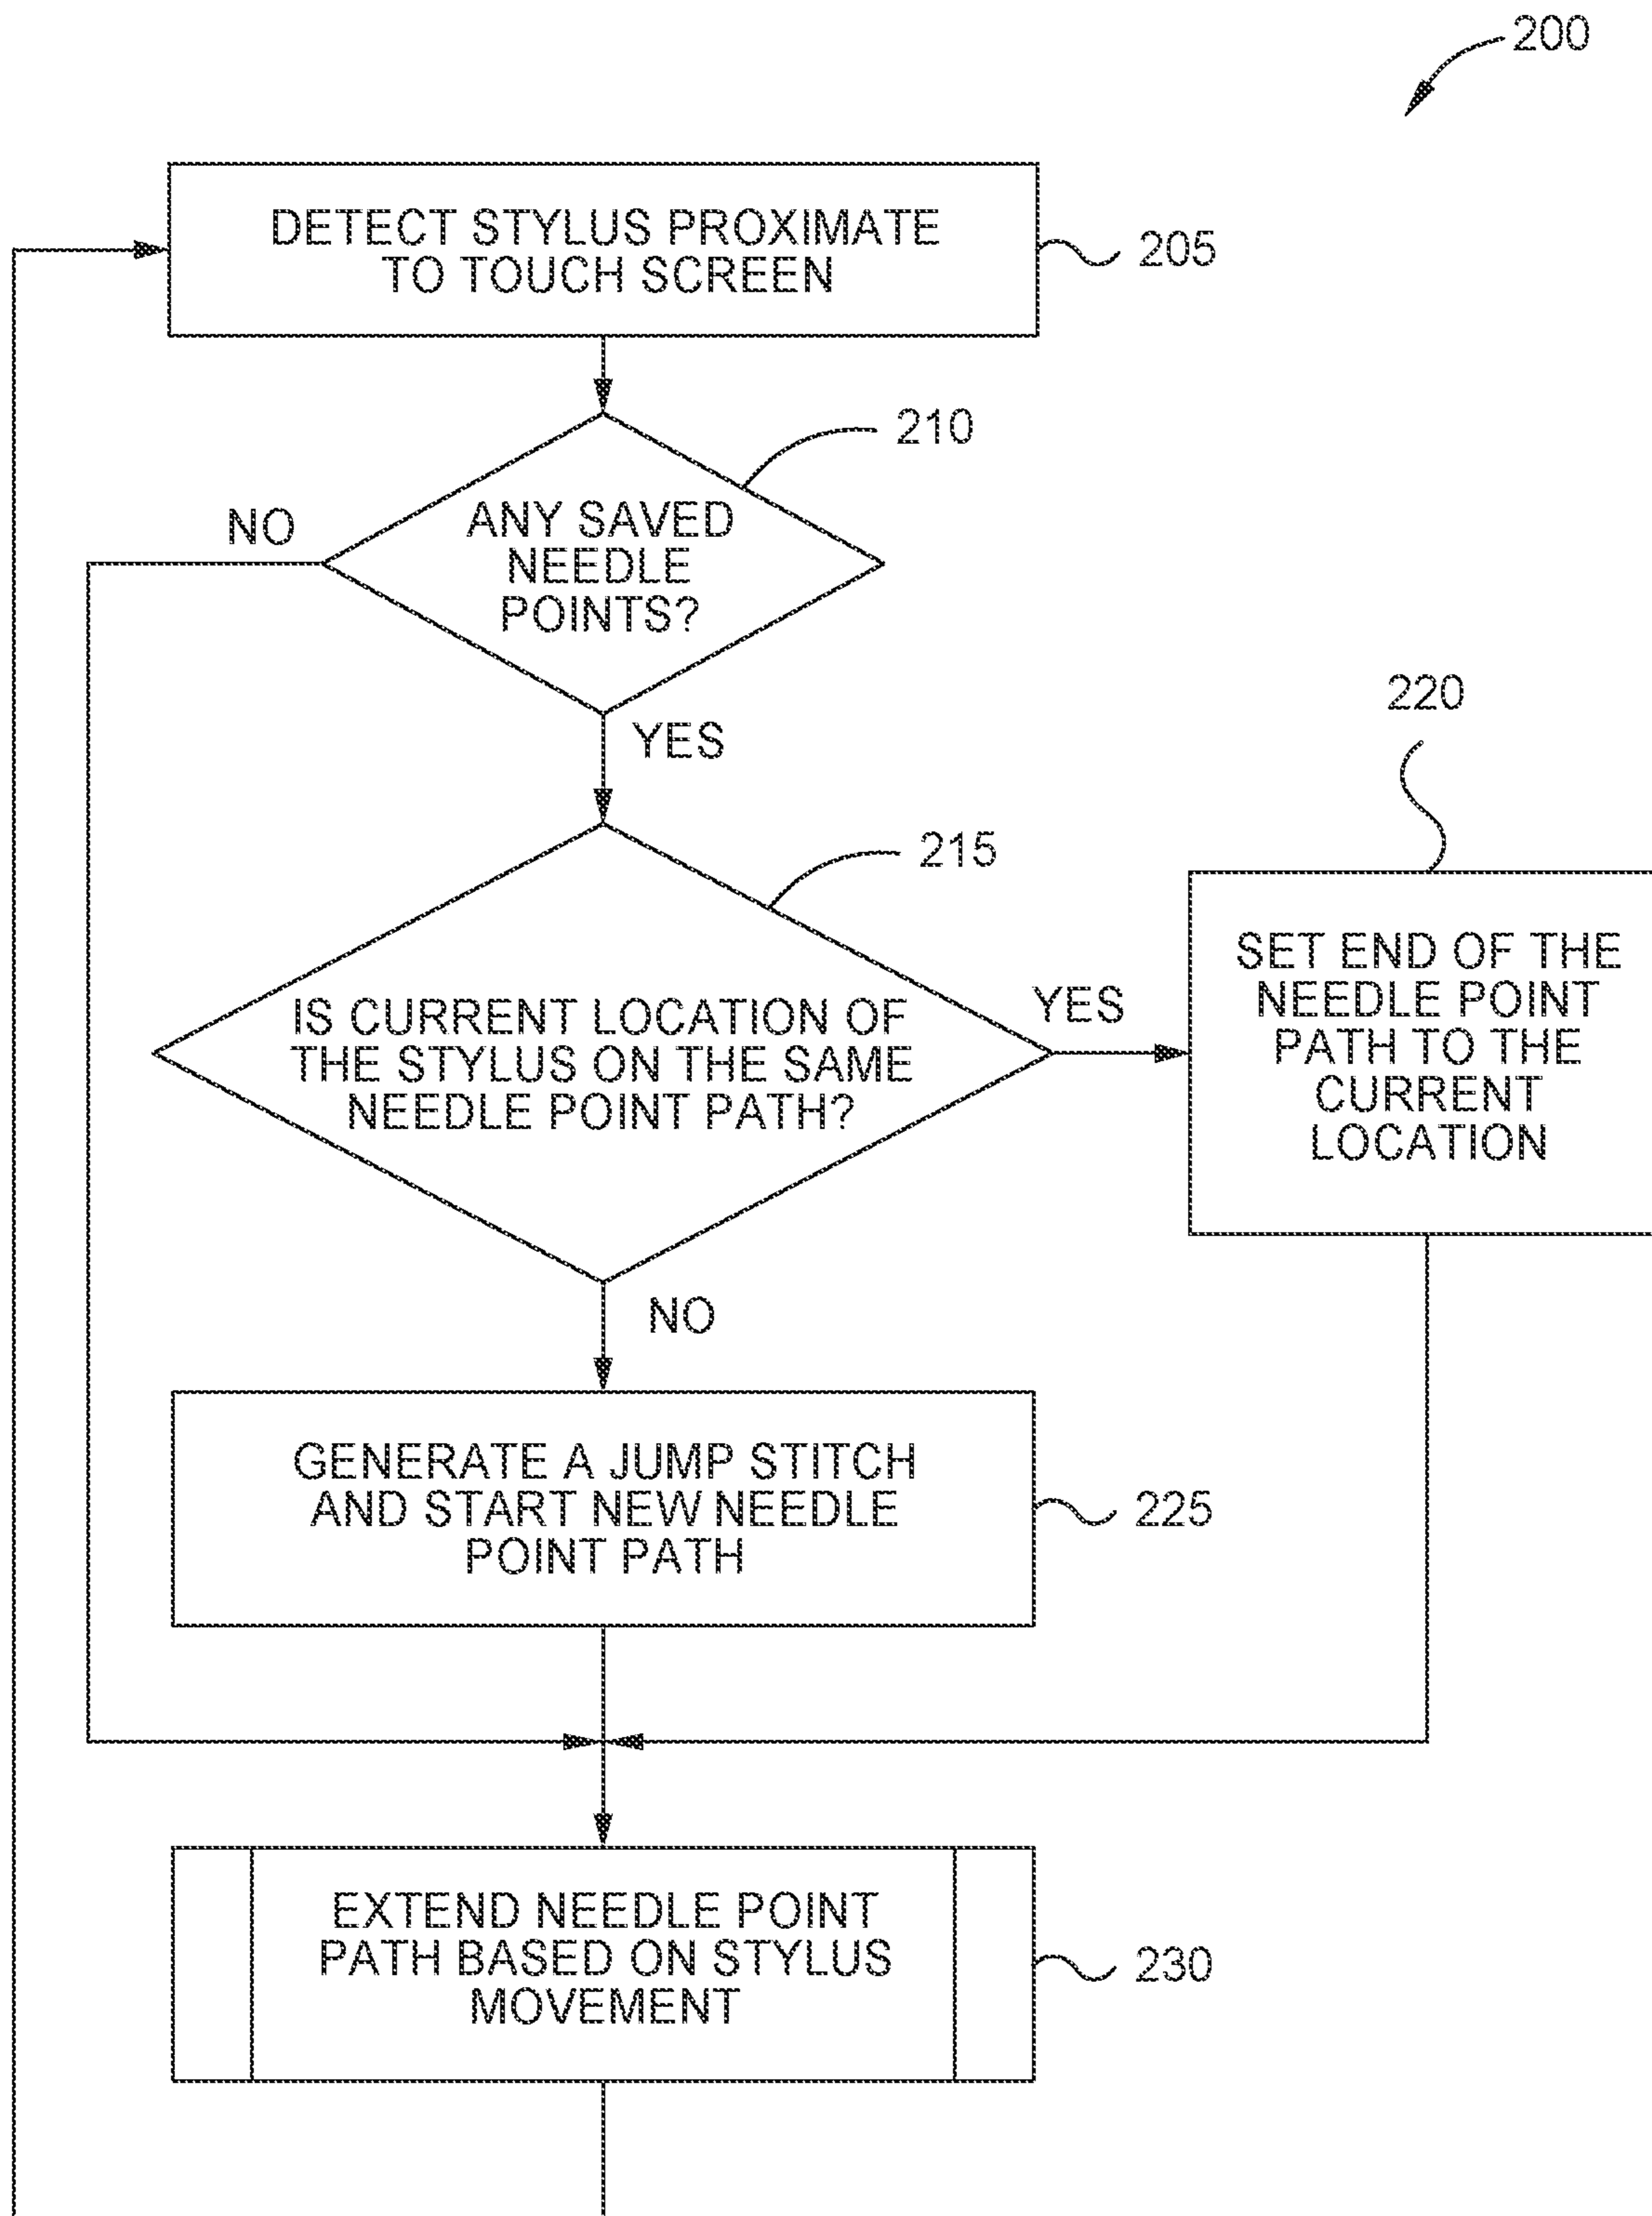 200
DETECT STYLUS PROXIMATE
TO TOUCH SCREEN
205
210
NO
ANY SAVED
NEEDLE
POINTS?
YES
220
215
SET END OF THE
NEEDLE POINT
PATH TO THE
CURRENT
LOCATION
YES
IS CURRENT LOCATION OF
THE STYLUS ON THE SAME
NEEDLE POINT PATH?
NO
GENERATE A JUMP STITCH
AND START NEW NEEDLE
POINT PATH
225
EXTEND NEEDLE POINT
PATH BASED ON STYLUS
MOVEMENT
230